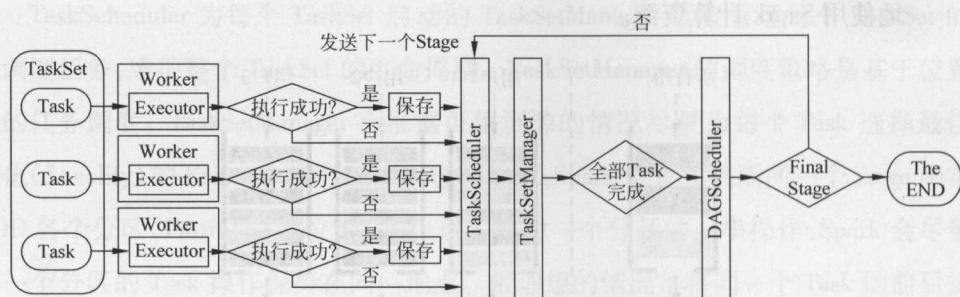 否
发送下一个Stage
TaskSet
Worker
Task
Executor
执行成功?
是
保存
否
Worker
Task
Executor
执行成功?
是
保存
否
Worker
Task
Executor
执行成功?
是
保存
否
TaskScheduler
TaskSetManager
全部Task
完成
DAGScheduler
Final
Stage
The
END